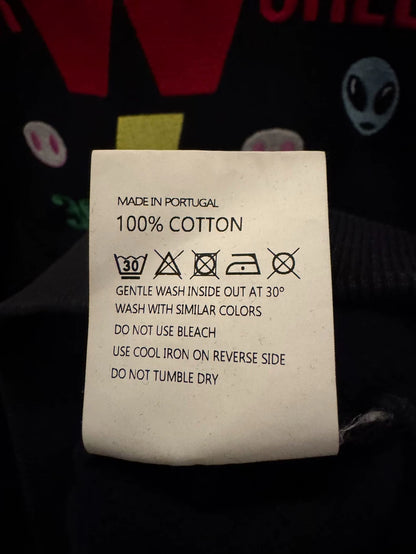 MADE IN PORTUGAL
100% COTTON
30
GENTLE WASH INSIDE OUT AT 30°
WASH WITH SIMILAR COLORS
DO NOT USE BLEACH
USE COOL IRON ON REVERSE SIDE
DO NOT TUMBLE DRY